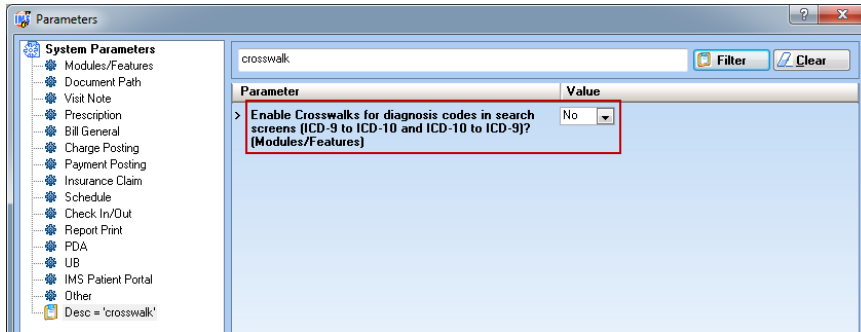 IMS Parameters
System Parameters
Modules/Features
Document Path
Visit Note
Prescription
Bill General
Charge Posting
Payment Posting
Insurance Claim
Schedule
Check In/Out
Report Print
PDA
UB
IMS Patient Portal
Other
Desc = 'crosswalk'
crosswalk
Filter
Clear
Parameter Value
> Enable Crosswalks for diagnosis codes in search No
screens (ICD-9 to ICD-10 and ICD-10 to ICD-9)?
(Modules/Features)